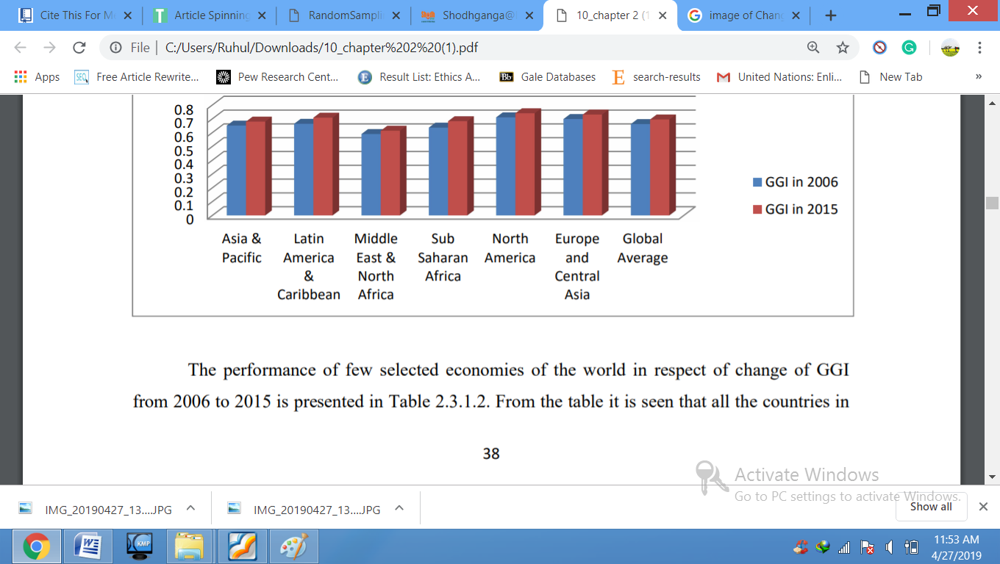 Cite This For M
Article Spinning
RandomSampli
Shodhganga@
10_chapter 2 (1
image of Chang
File | C:/Users/Ruhul/Downloads/10_chapter%202%20(1).pdf
Apps
Free Article Rewrite...
Pew Research Cent...
Result List: Ethics A...
Bb Gale Databases
E search-results
United Nations: Enli...
New Tab
»
0.8
0.7
0.6
0.5
0.4
0.3
0.2
0.1
0
GGI in 2006
GGI in 2015
Asia & Pacific
Latin America & Caribbean
Middle East & North Africa
Sub Saharan Africa
North America
Europe and Central Asia
Global Average
The performance of few selected economies of the world in respect of change of GGI
from 2006 to 2015 is presented in Table 2.3.1.2. From the table it is seen that all the countries in
38
Activate Windows
Go to PC settings to activate Windows.
IMG_20190427_13....JPG
IMG_20190427_13....JPG
Show all
KMP
11:53 AM
4/27/2019